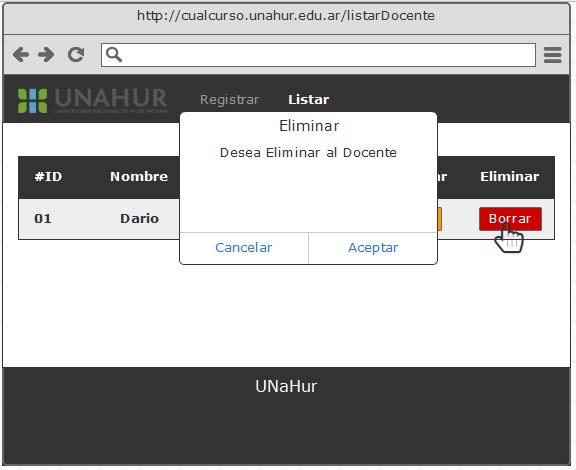 http://cualcurso.unahur.edu.ar/listarDocente
UNAHUR
UNIVERSIDAD NACIONAL DE HURLINGHAM
Registrar Listar
Eliminar
Desea Eliminar al Docente
Cancelar Aceptar
#ID Nombre ar Eliminar
01 Dario Borrar
UNaHur